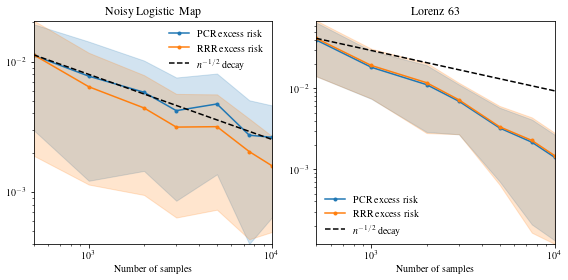 Noisy Logistic Map
PCR excess risk
RRR excess risk
n^{-1/2} decay
10^{-2}
10^{-3}
10^3
10^4
Number of samples
Lorenz 63
10^{-2}
10^{-3}
PCR excess risk
RRR excess risk
n^{-1/2} decay
10^3
10^4
Number of samples